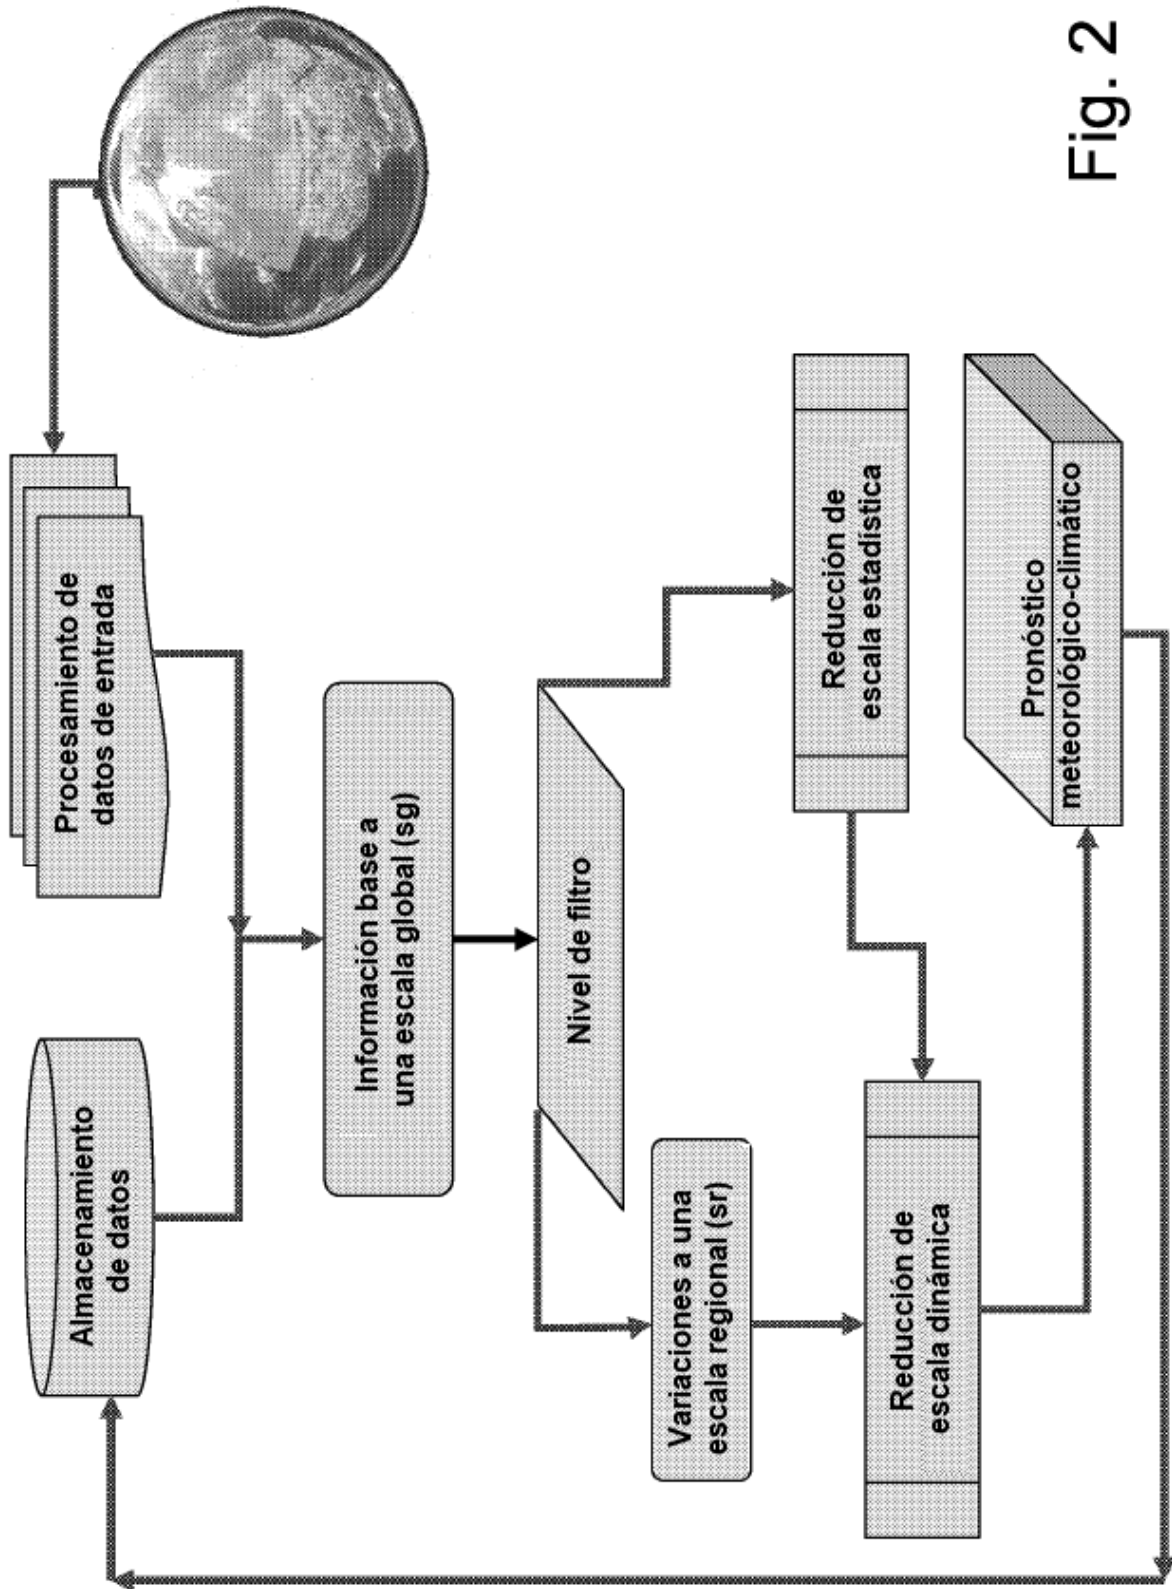 Almacenamiento
de datos
Procesamiento de
datos de entrada
Información base a
una escala global (sg)
Nivel de filtro
Variaciones a una
escala regional (sr)
Reducción de
escala estadística
Reducción de
escala dinámica
Pronóstico
meteorológico-climático
Fig. 2